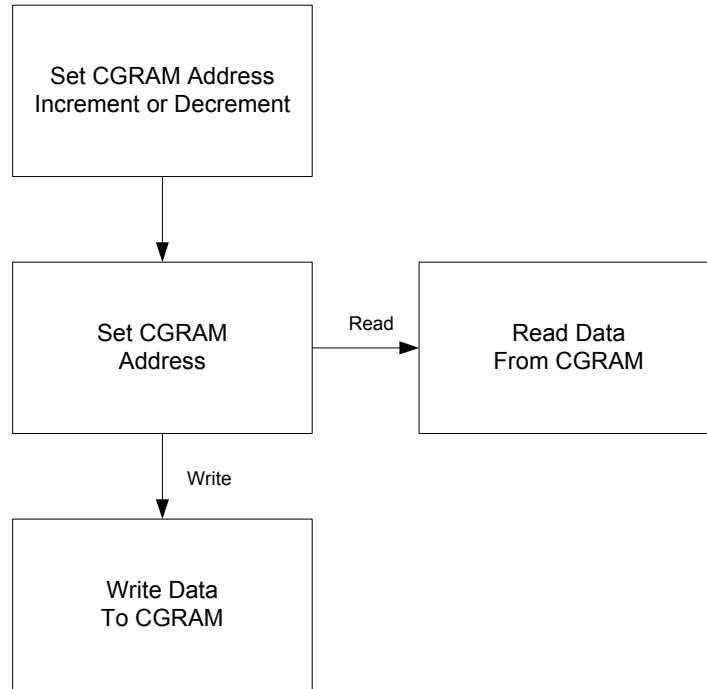 Set CGRAM Address
Increment or Decrement
Set CGRAM
Address
Read
Read Data
From CGRAM
Write
Write Data
To CGRAM